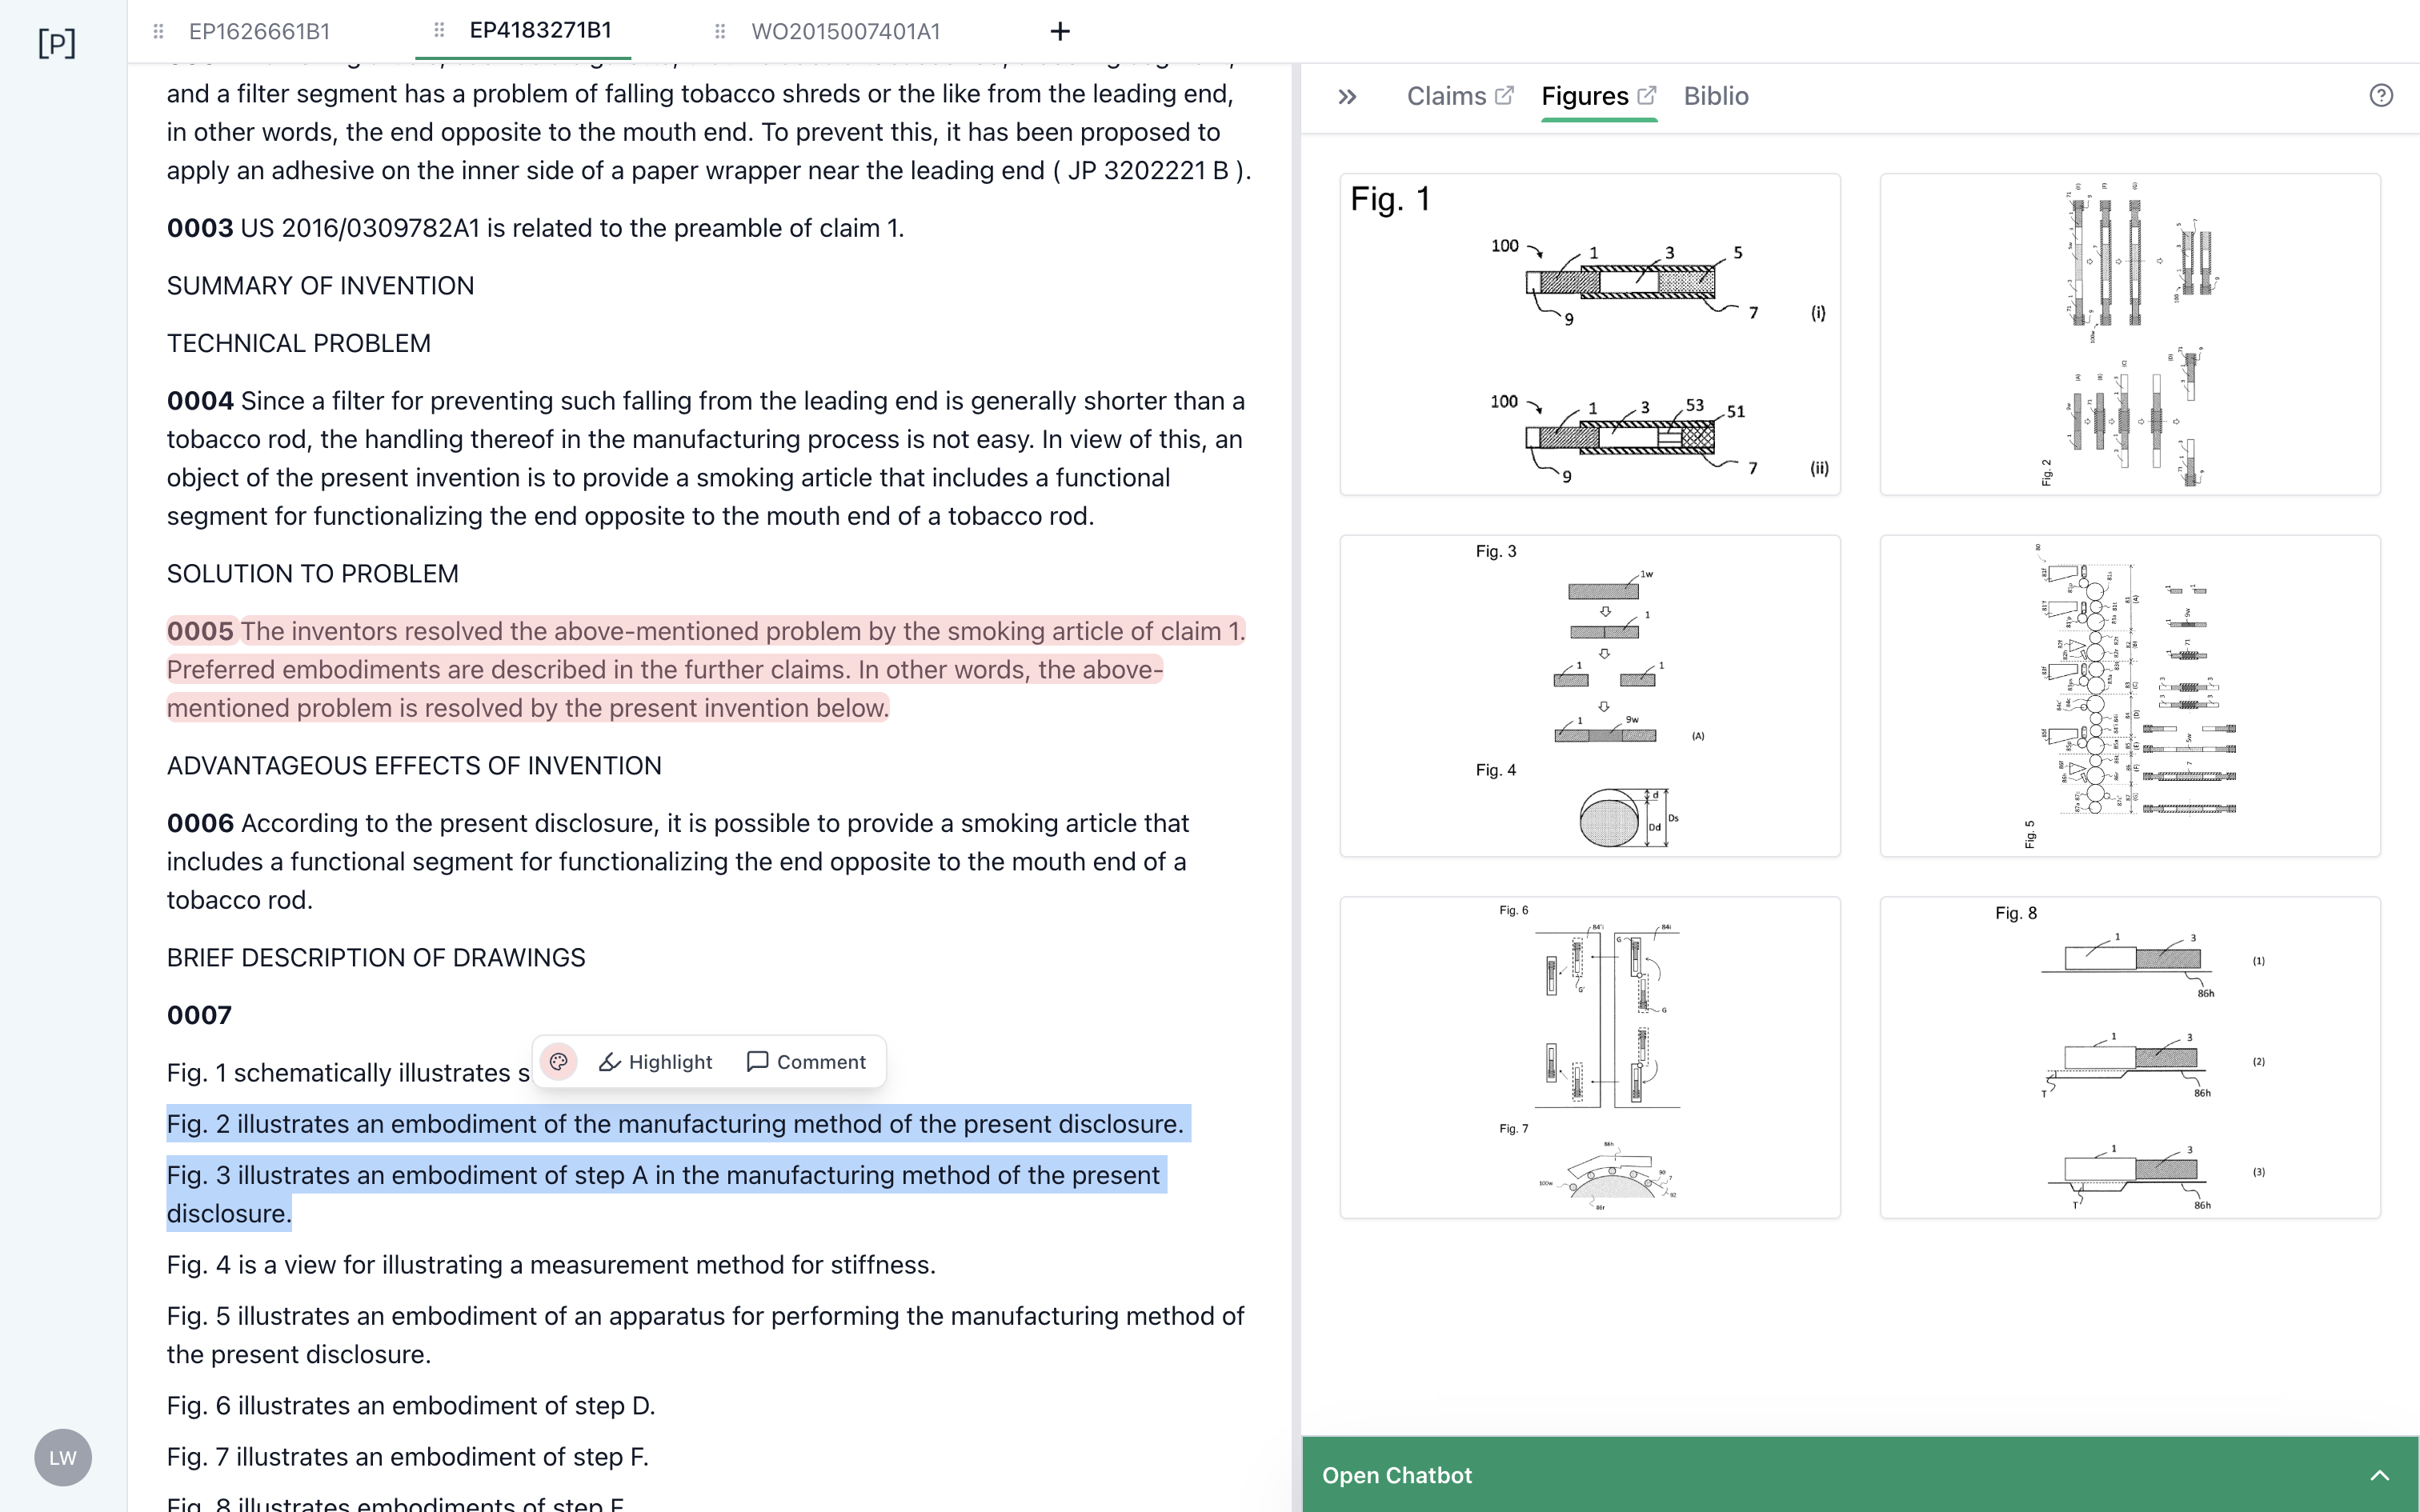 [P]
EP1626661B1
EP4183271B1
WO2015007401A1
and a filter segment has a problem of falling tobacco shreds or the like from the leading end,
in other words, the end opposite to the mouth end. To prevent this, it has been proposed to
apply an adhesive on the inner side of a paper wrapper near the leading end ( JP 3202221 B ).
0003 US 2016/0309782A1 is related to the preamble of claim 1.
SUMMARY OF INVENTION
TECHNICAL PROBLEM
0004 Since a filter for preventing such falling from the leading end is generally shorter than a
tobacco rod, the handling thereof in the manufacturing process is not easy. In view of this, an
object of the present invention is to provide a smoking article that includes a functional
segment for functionalizing the end opposite to the mouth end of a tobacco rod.
SOLUTION TO PROBLEM
0005 The inventors resolved the above-mentioned problem by the smoking article of claim 1.
Preferred embodiments are described in the further claims. In other words, the above-
mentioned problem is resolved by the present invention below.
ADVANTAGEOUS EFFECTS OF INVENTION
0006 According to the present disclosure, it is possible to provide a smoking article that
includes a functional segment for functionalizing the end opposite to the mouth end of a
tobacco rod.
BRIEF DESCRIPTION OF DRAWINGS
0007
Highlight Comment
Fig. 1 schematically illustrates s
Fig. 2 illustrates an embodiment of the manufacturing method of the present disclosure.
Fig. 3 illustrates an embodiment of step A in the manufacturing method of the present
disclosure.
Fig. 4 is a view for illustrating a measurement method for stiffness.
Fig. 5 illustrates an embodiment of an apparatus for performing the manufacturing method of
the present disclosure.
Fig. 6 illustrates an embodiment of step D.
Fig. 7 illustrates an embodiment of step F.
Fig. 8 illustrates embodiments of step F
LW
Claims
Figures
Biblio
Fig. 1
100 1 3 5
9 7 (i)
100 1 3 53 51
9 7 (ii)
Fig. 2
Fig. 3
1w
1
1 1
1 9w (A)
Fig. 4
d
Dd Ds
Fig. 5
Fig. 6
84'i 84i
G
G'
G
Fig. 7
86h
90
7
100w
92
86r
Fig. 8
1 3 (1)
86h
1 3 (2)
T 86h
1 3 (3)
T 86h
Open Chatbot